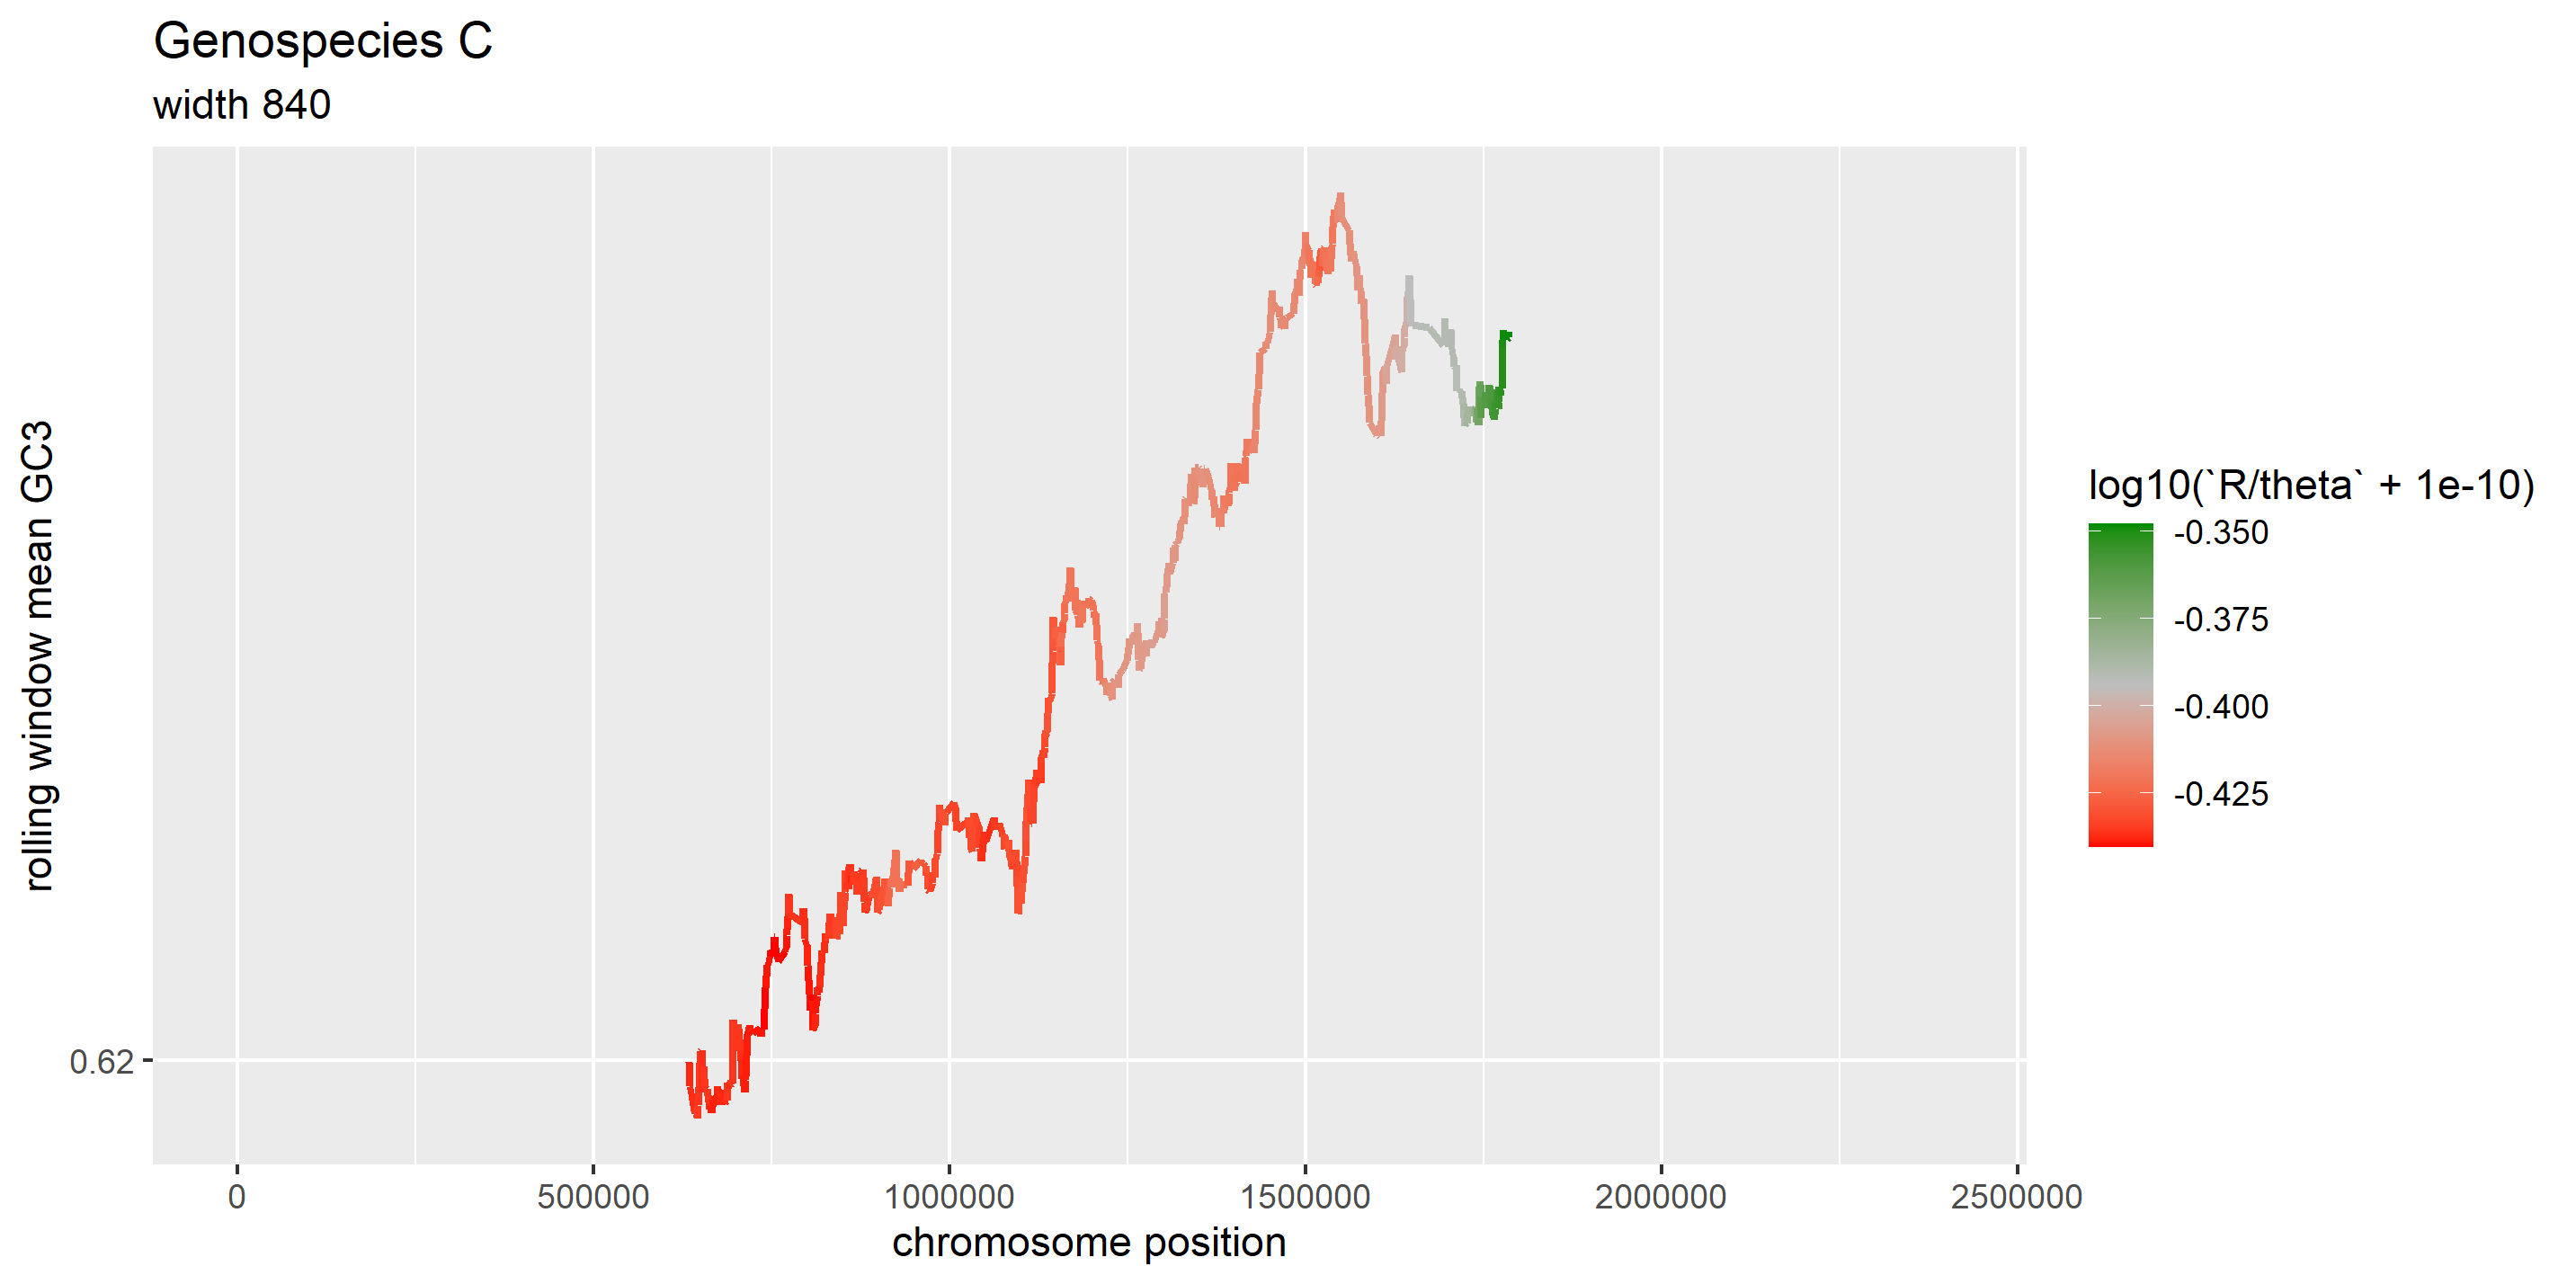 Genospecies C
width 840
rolling window mean GC3
0.62
0
500000
1000000
1500000
2000000
2500000
chromosome position
log10(`R/theta` + 1e-10)
-0.350
-0.375
-0.400
-0.425